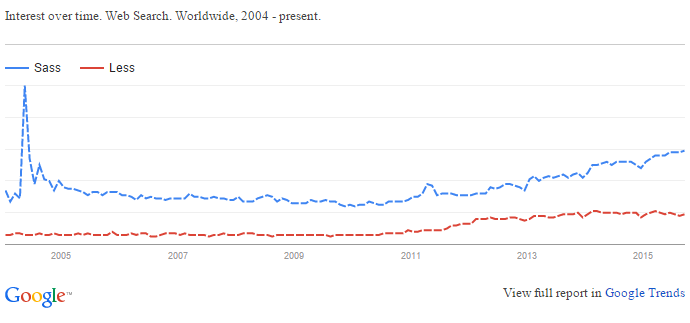 Interest over time. Web Search. Worldwide, 2004 - present.
Sass Less
2005 2007 2009 2011 2013 2015
Google™ View full report in Google Trends